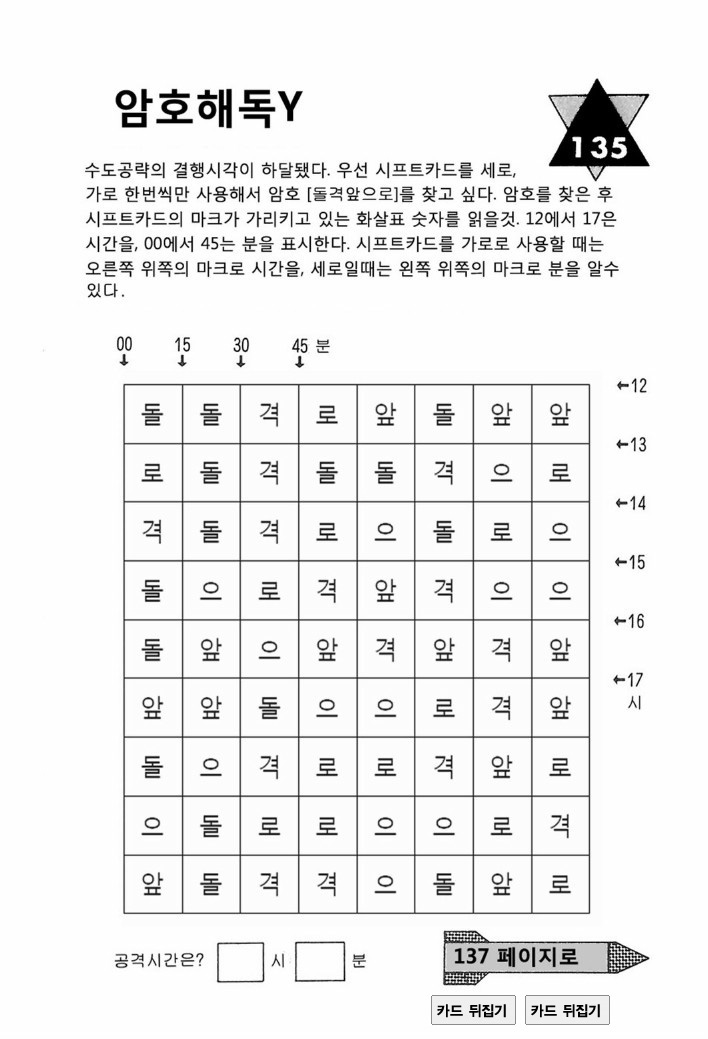 암호해독Y
135
수도공략의 결행시각이 하달됐다. 우선 시프트카드를 세로,
가로 한번씩만 사용해서 암호 [돌격앞으로]를 찾고 싶다. 암호를 찾은 후
시프트카드의 마크가 가리키고 있는 화살표 숫자를 읽을것. 12에서 17은
시간을, 00에서 45는 분을 표시한다. 시프트카드를 가로로 사용할 때는
오른쪽 위쪽의 마크로 시간을, 세로일때는 왼쪽 위쪽의 마크로 분을 알수
있다.
00 15 30 45 분
↓ ↓ ↓ ↓
돌 돌 격 로 앞 돌 앞 앞 ←12
로 돌 격 돌 돌 격 으 로 ←13
격 돌 격 로 으 돌 로 으 ←14
돌 으 로 격 앞 격 으 으 ←15
돌 앞 으 앞 격 앞 격 앞 ←16
앞 앞 돌 으 으 로 격 앞 ←17
시
돌 으 격 로 로 격 앞 로
으 돌 로 로 으 으 로 격
앞 돌 격 격 으 돌 앞 로
공격시간은? 시 분
137 페이지로
카드 뒤집기 카드 뒤집기